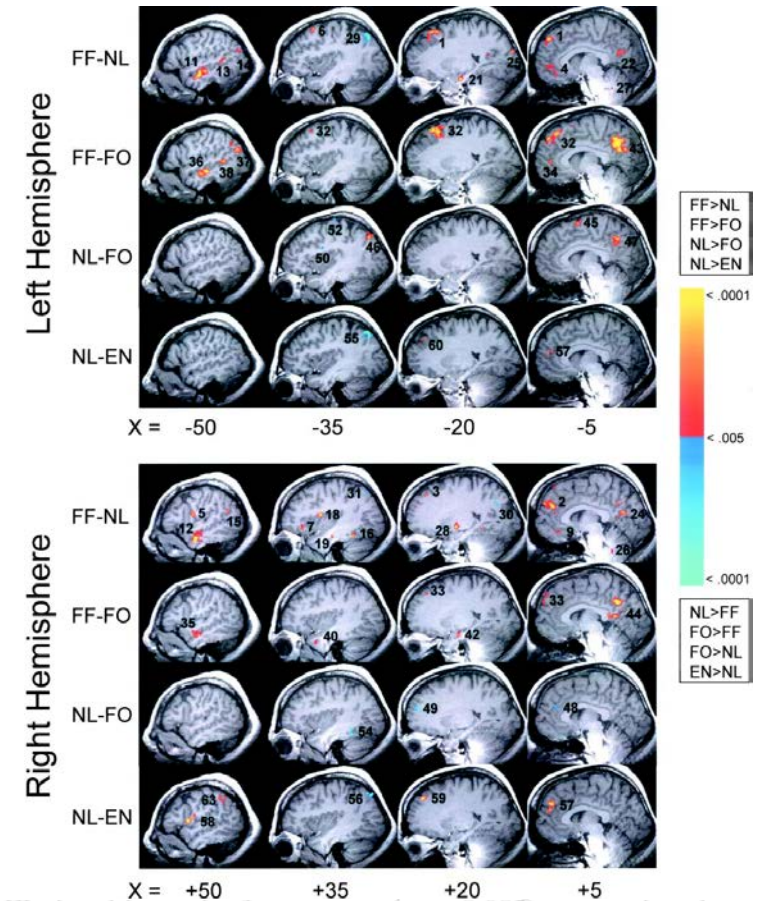 Left Hemisphere
FF-NL
11 13 14
6 29
1 21 25
1 4 22 27
FF-FO
36 38 37
32
32
32 34 43
NL-FO
52 50 46
45 47
NL-EN
55
60
57
X = -50 -35 -20 -5
FF>NL
FF>FO
NL>FO
NL>EN
< .0001
< .005
< .0001
NL>FF
FO>FF
FO>NL
EN>NL
Right Hemisphere
FF-NL
12 5 15
7 18 19 31 16
3 28 30
2 9 24 26
FF-FO
35
40
33 42
33 44
NL-FO
54
49
48
NL-EN
63 58
56
59
57
X = +50 +35 +20 +5